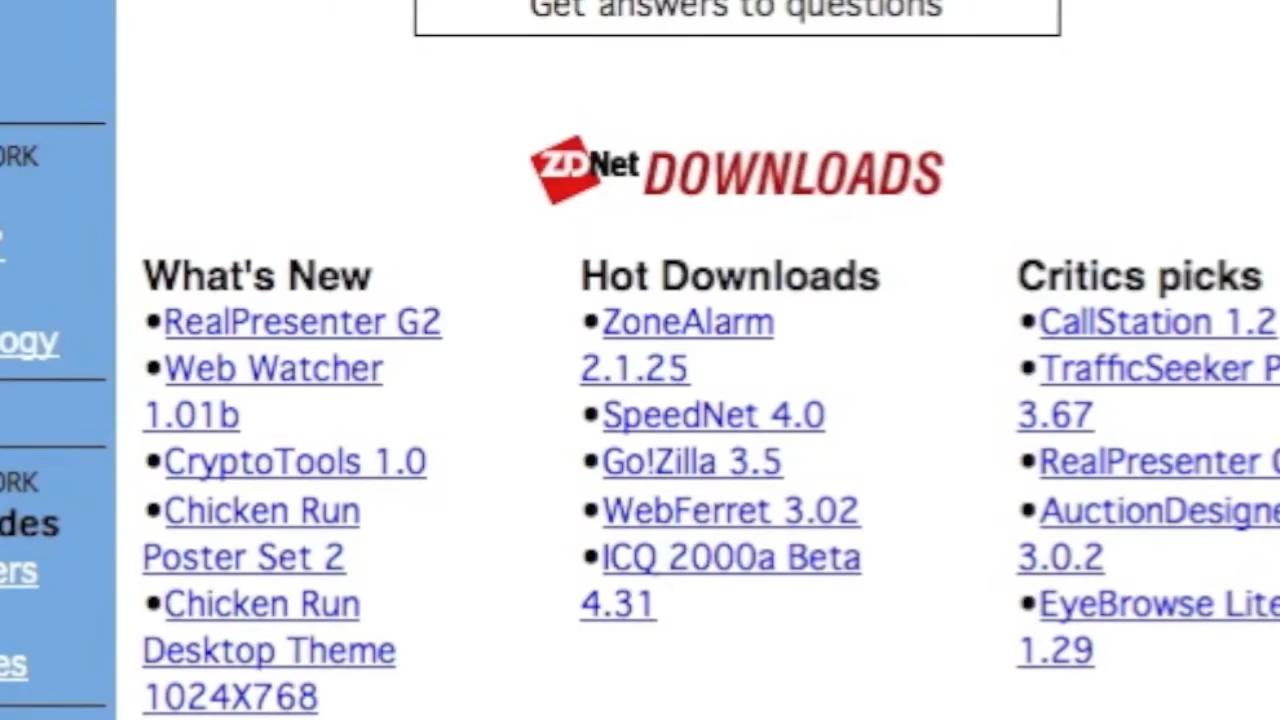 Get answers to questions
ORK
ZDNet DOWNLOADS
ogy
What's New
•RealPresenter G2
•Web Watcher
1.01b
•CryptoTools 1.0
•Chicken Run
Poster Set 2
•Chicken Run
Desktop Theme
1024X768
Hot Downloads
•ZoneAlarm
2.1.25
•SpeedNet 4.0
•Go!Zilla 3.5
•WebFerret 3.02
•ICQ 2000a Beta
4.31
Critics picks
•CallStation 1.2
•TrafficSeeker P
3.67
•RealPresenter
•AuctionDesigne
3.0.2
•EyeBrowse Lite
1.29
ORK
des
ers
es